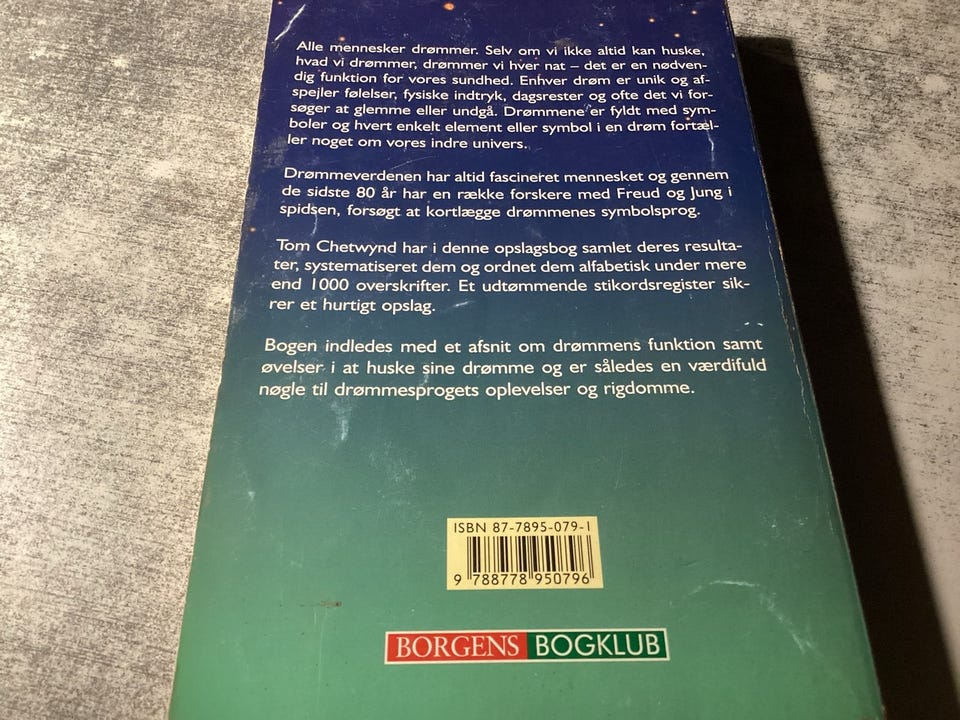 Alle mennesker drømmer. Selv om vi ikke altid kan huske,
hvad vi drømmer, drømmer vi hver nat – det er en nødven-
dig funktion for vores sundhed. Enhver drøm er unik og af-
spejler følelser, fysiske indtryk, dagsrester og ofte det vi for-
søger at glemme eller undgå. Drømmene er fyldt med sym-
boler og hvert enkelt element eller symbol i en drøm fortæl-
ler noget om vores indre univers.
Drømmeverdenen har altid fascineret mennesket og gennem
de sidste 80 år har en række forskere med Freud og Jung i
spidsen, forsøgt at kortlægge drømmenes symbolsprog.
Tom Chetwynd har i denne opslagsbog samlet deres resulta-
ter, systematiseret dem og ordnet dem alfabetisk under mere
end 1000 overskrifter. Et udtømmende stikordsregister sik-
rer et hurtigt opslag.
Bogen indledes med et afsnit om drømmens funktion samt
øvelser i at huske sine drømme og er således en værdifuld
nøgle til drømmesprogets oplevelser og rigdomme.
ISBN 87-7895-079-1
9 788778 950796
BORGENS BOGKLUB